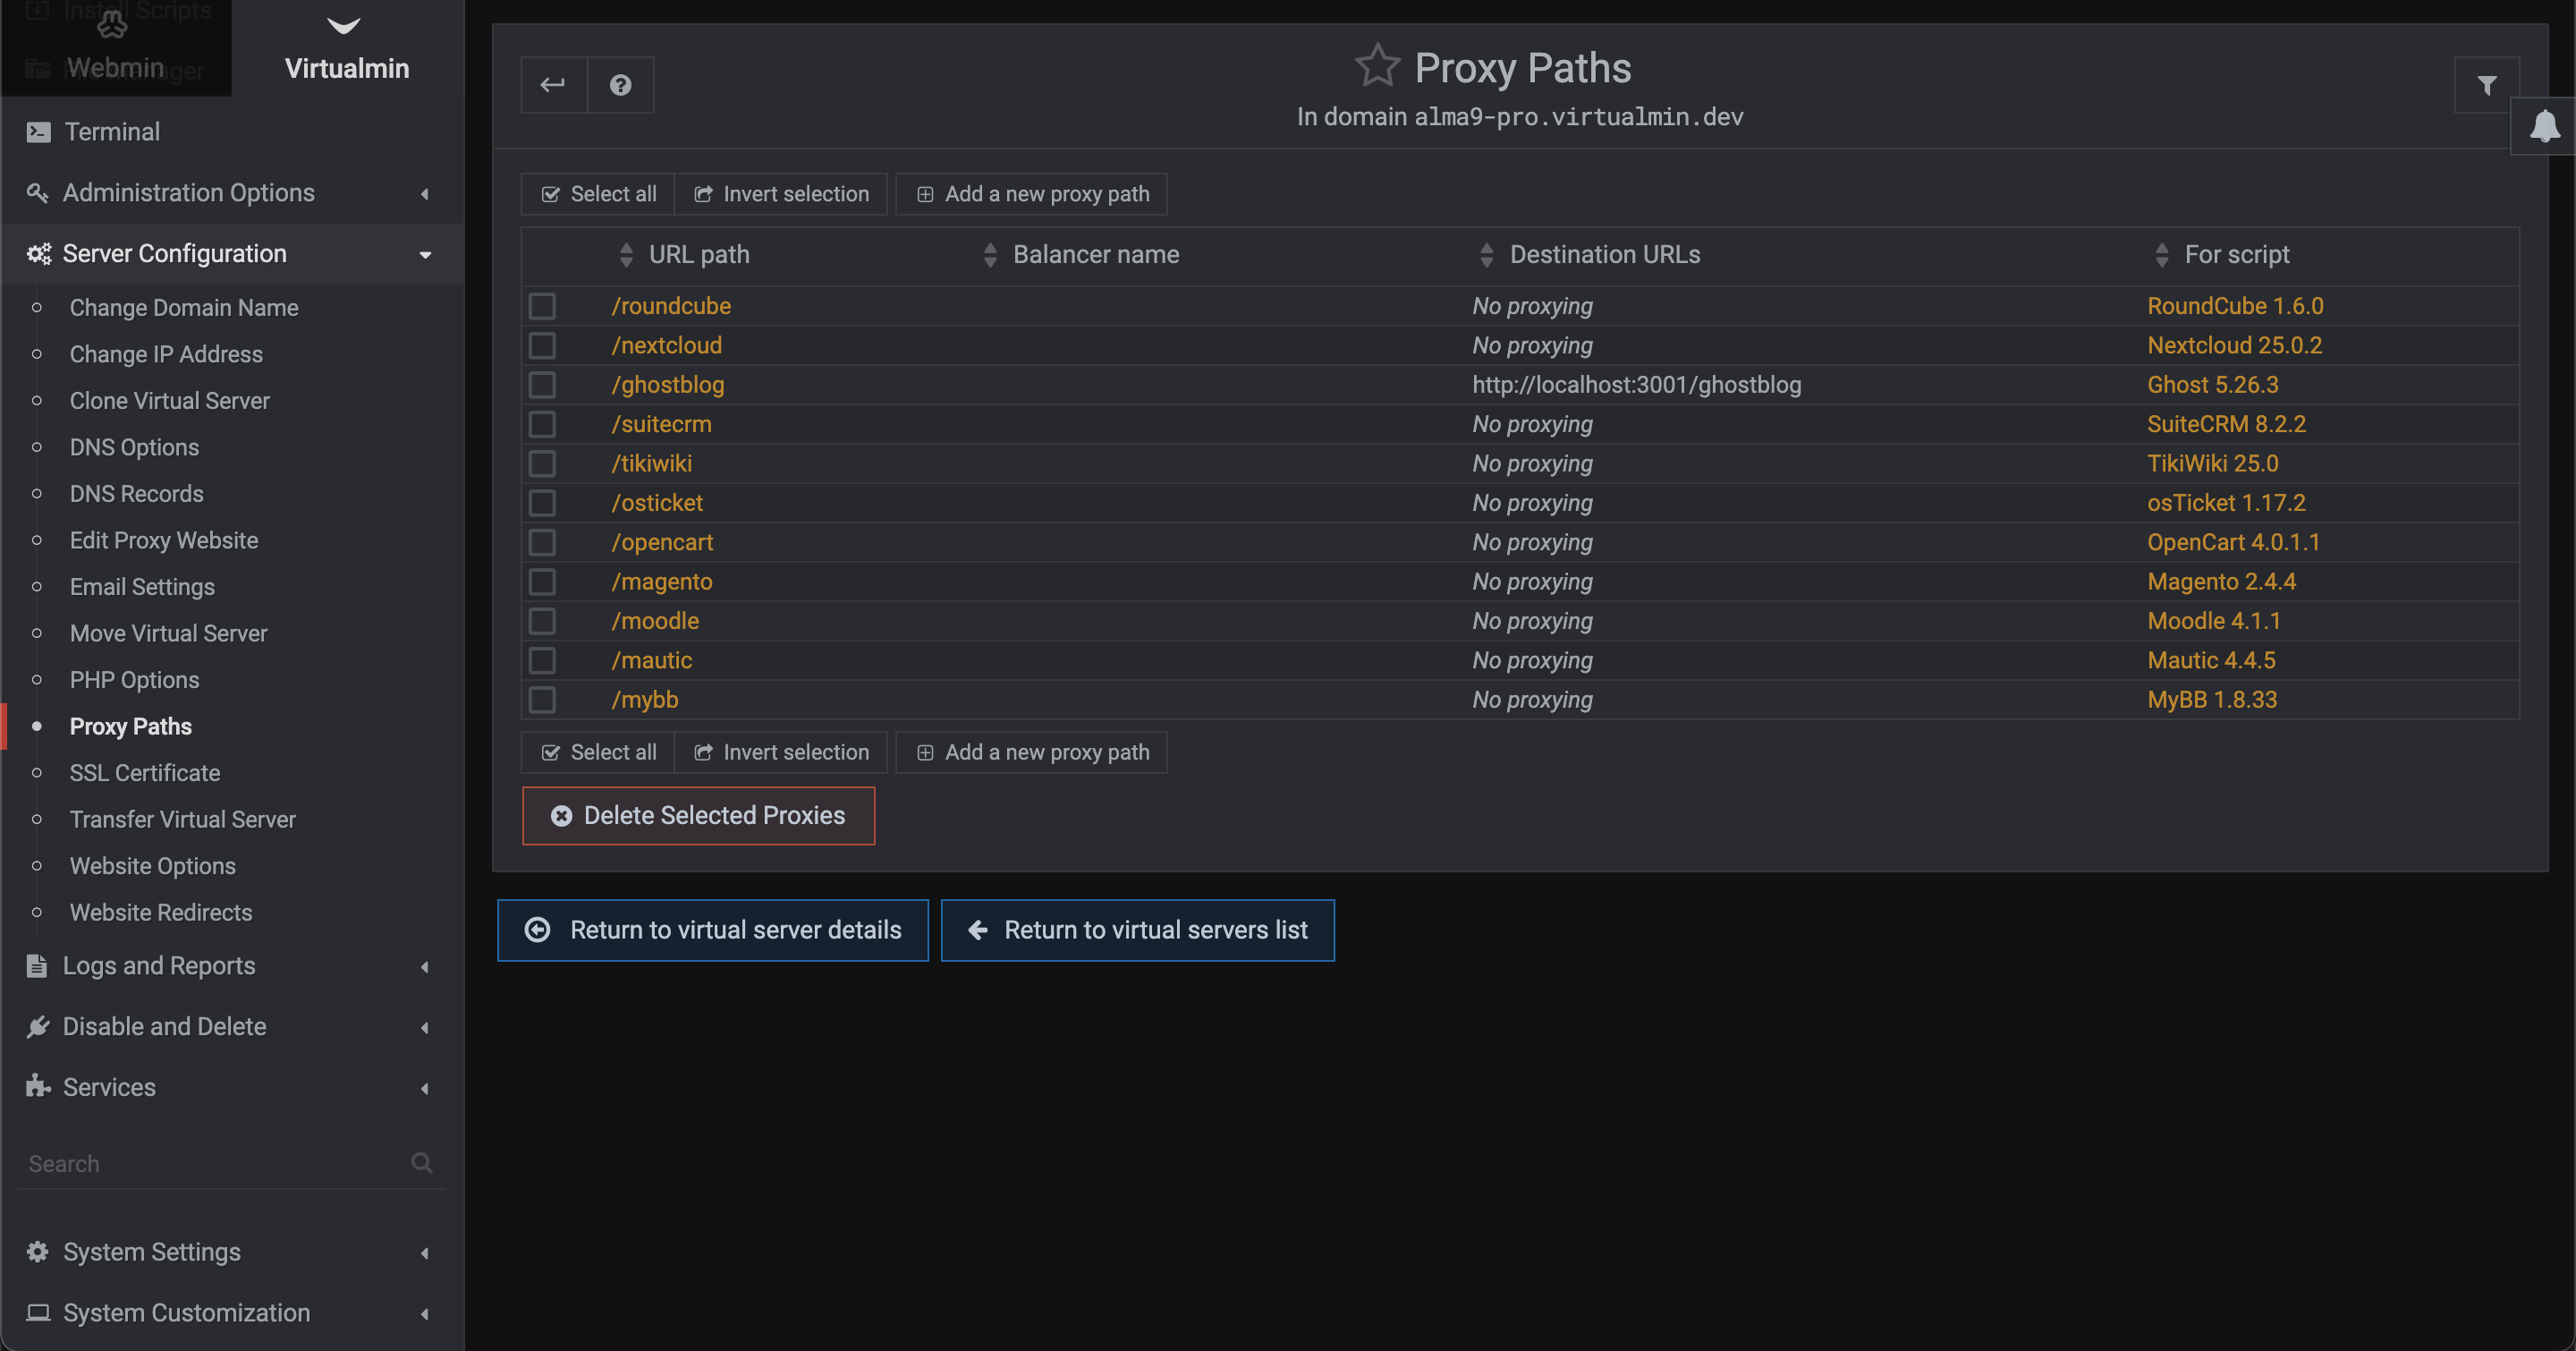 Install Scripts
Webmin
File Manager
Virtualmin
Terminal
Administration Options
Server Configuration
Change Domain Name
Change IP Address
Clone Virtual Server
DNS Options
DNS Records
Edit Proxy Website
Email Settings
Move Virtual Server
PHP Options
Proxy Paths
SSL Certificate
Transfer Virtual Server
Website Options
Website Redirects
Logs and Reports
Disable and Delete
Services
Search
System Settings
System Customization
Proxy Paths
In domain alma9-pro.virtualmin.dev
Select all Invert selection Add a new proxy path
URL path Balancer name Destination URLs For script
/roundcube No proxying RoundCube 1.6.0
/nextcloud No proxying Nextcloud 25.0.2
/ghostblog http://localhost:3001/ghostblog Ghost 5.26.3
/suitecrm No proxying SuiteCRM 8.2.2
/tikiwiki No proxying TikiWiki 25.0
/osticket No proxying osTicket 1.17.2
/opencart No proxying OpenCart 4.0.1.1
/magento No proxying Magento 2.4.4
/moodle No proxying Moodle 4.1.1
/mautic No proxying Mautic 4.4.5
/mybb No proxying MyBB 1.8.33
Select all Invert selection Add a new proxy path
Delete Selected Proxies
Return to virtual server details Return to virtual servers list